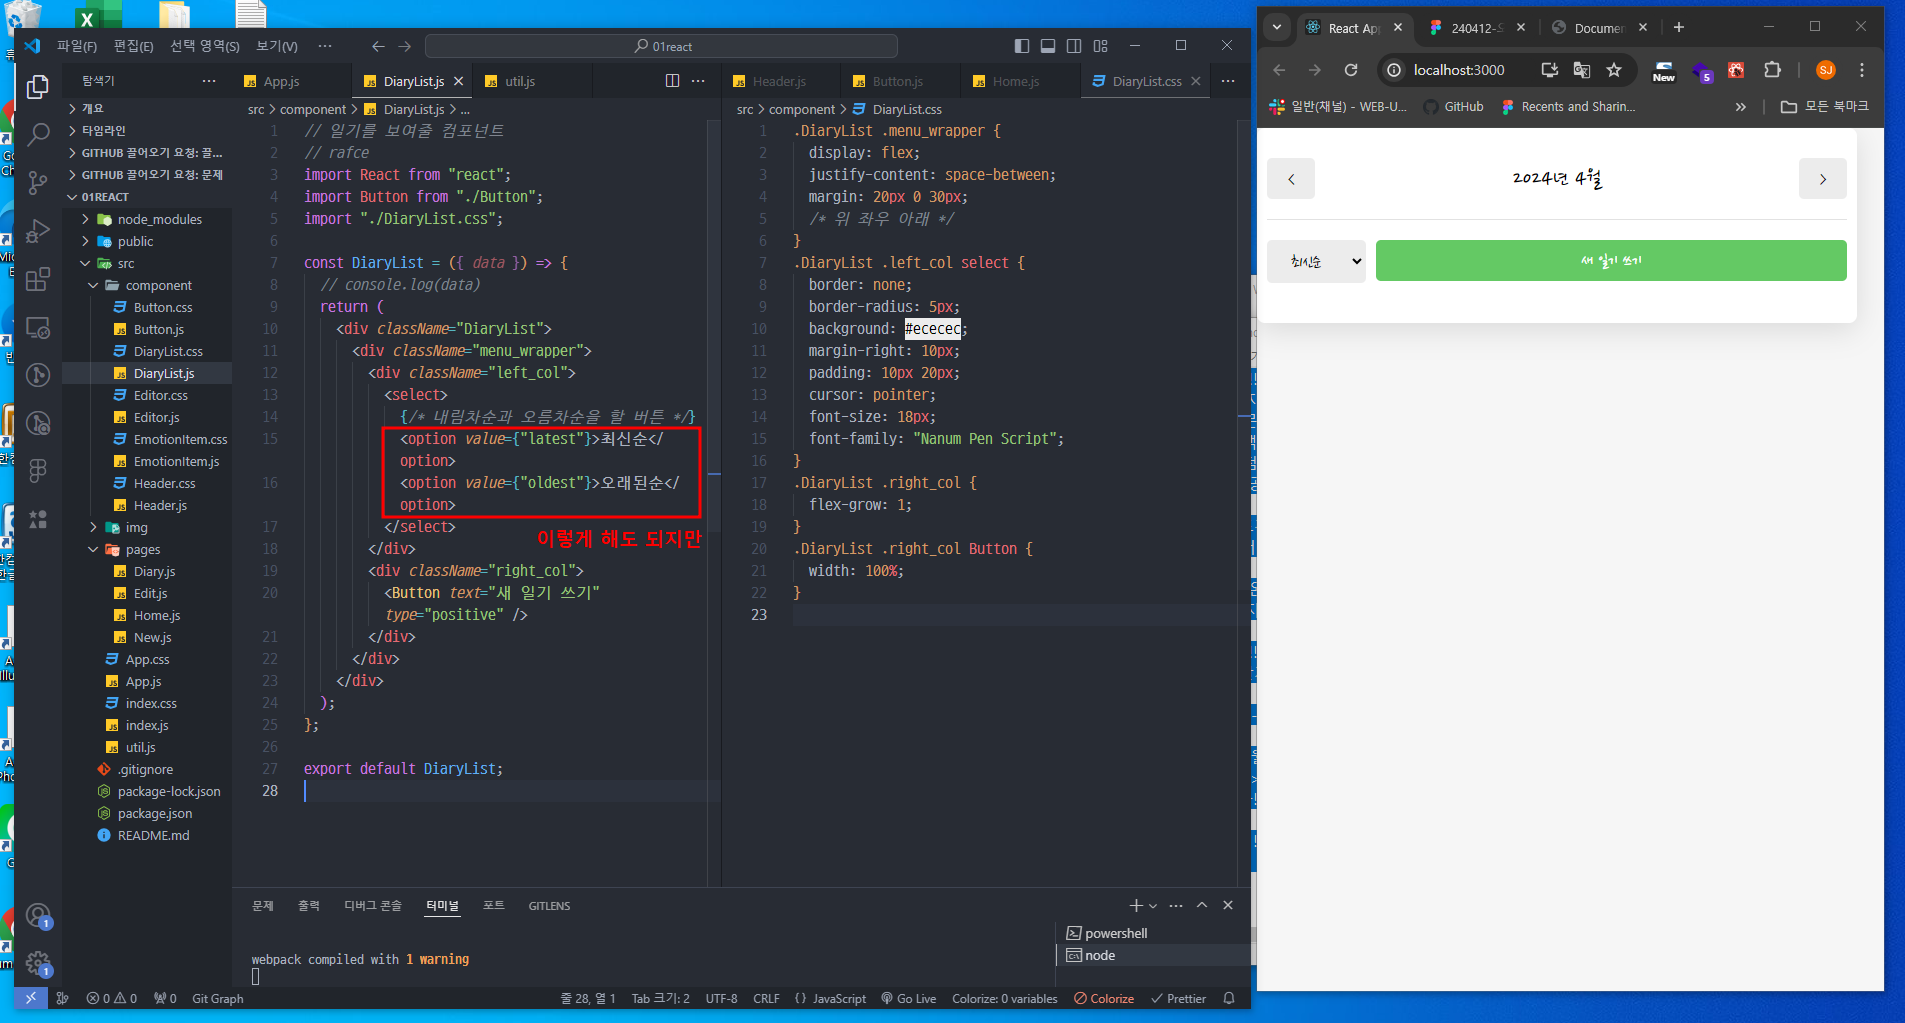 파일(F) 편집(E) 선택 영역(S) 보기(V) ··· 01react
탐색기 ···
개요
타임라인
GITHUB 끌어오기 요청: 끌...
GITHUB 끌어오기 요청: 문제
01REACT
node_modules
public
src
component
Button.css
Button.js
DiaryList.css
DiaryList.js
Editor.css
Editor.js
EmotionItem.css
EmotionItem.js
Header.css
Header.js
img
pages
Diary.js
Edit.js
Home.js
New.js
App.css
App.js
index.css
index.js
util.js
.gitignore
package-lock.json
package.json
README.md
App.js DiaryList.js util.js
src > component > DiaryList.js > ...
1 // 일기를 보여줄 컴포넌트
2 // rafce
3 import React from "react";
4 import Button from "./Button";
5 import "./DiaryList.css";
6
7 const DiaryList = ({ data }) => {
8 // console.log(data)
9 return (
10 <div className="DiaryList">
11 <div className="menu_wrapper">
12 <div className="left_col">
13 <select>
14 {/* 내림차순과 오름차순을 할 버튼 */}
15 <option value={"latest"}>최신순</
option>
16 <option value={"oldest"}>오래된순</
option>
17 </select>
이렇게 해도 되지만
18 </div>
19 <div className="right_col">
20 <Button text="새 일기 쓰기"
type="positive" />
21 </div>
22 </div>
23 </div>
24 );
25 };
26
27 export default DiaryList;
28
Header.js Button.js Home.js DiaryList.css
src > component > DiaryList.css
1 .DiaryList .menu_wrapper {
2 display: flex;
3 justify-content: space-between;
4 margin: 20px 0 30px;
5 /* 위 좌우 아래 */
6 }
7 .DiaryList .left_col select {
8 border: none;
9 border-radius: 5px;
10 background: #ececec;
11 margin-right: 10px;
12 padding: 10px 20px;
13 cursor: pointer;
14 font-size: 18px;
15 font-family: "Nanum Pen Script";
16 }
17 .DiaryList .right_col {
18 flex-grow: 1;
19 }
20 .DiaryList .right_col Button {
21 width: 100%;
22 }
23
문제 출력 디버그 콘솔 터미널 포트 GITLENS
webpack compiled with 1 warning
powershell
node
0 0 0 Git Graph 줄 28, 열 1 Tab 크기: 2 UTF-8 CRLF {} JavaScript Go Live Colorize: 0 variables Colorize Prettier
React Ap 240412- Documen
localhost:3000 New 5 SJ
일반(채널) - WEB-U... GitHub Recents and Sharin... » 모든 북마크
< 2024년 4월 >
최신순 새 일기 쓰기